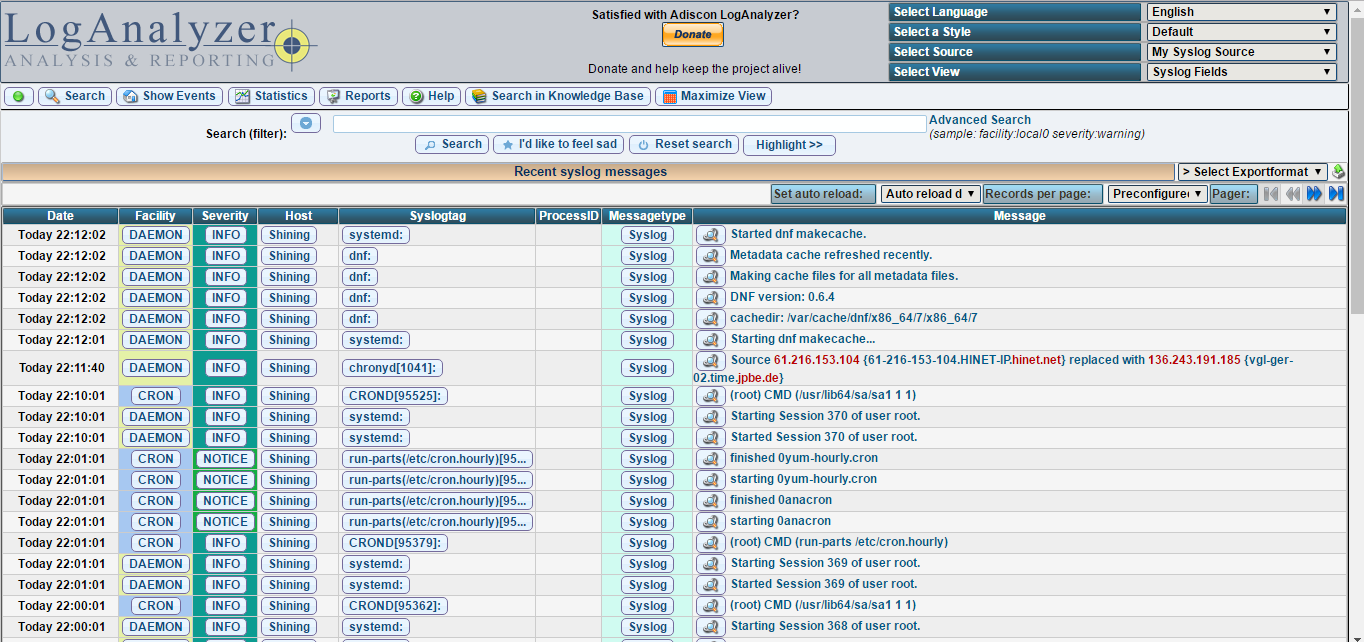 LogAnalyzer
ANALYSIS & REPORTING
Satisfied with Adiscon LogAnalyzer?
Donate
Donate and help keep the project alive!
Select Language English
Select a Style Default
Select Source My Syslog Source
Select View Syslog Fields
Search Show Events Statistics Reports Help Search in Knowledge Base Maximize View
Search (filter): Advanced Search
(sample: facility:local0 severity:warning)
Search I'd like to feel sad Reset search Highlight >>
Recent syslog messages > Select Exportformat
Set auto reload: Auto reload d Records per page: Preconfigure Pager:
Date Facility Severity Host Syslogtag ProcessID Messagetype Message
Today 22:12:02 DAEMON INFO Shining systemd: Syslog Started dnf makecache.
Today 22:12:02 DAEMON INFO Shining dnf: Syslog Metadata cache refreshed recently.
Today 22:12:02 DAEMON INFO Shining dnf: Syslog Making cache files for all metadata files.
Today 22:12:02 DAEMON INFO Shining dnf: Syslog DNF version: 0.6.4
Today 22:12:02 DAEMON INFO Shining dnf: Syslog cachedir: /var/cache/dnf/x86_64/7/x86_64/7
Today 22:12:01 DAEMON INFO Shining systemd: Syslog Starting dnf makecache...
Today 22:11:40 DAEMON INFO Shining chronyd[1041]: Syslog Source 61.216.153.104 {61-216-153-104.HINET-IP.hinet.net} replaced with 136.243.191.185 {vgl-ger-
02.time.jpbe.de}
Today 22:10:01 CRON INFO Shining CROND[95525]: Syslog (root) CMD (/usr/lib64/sa/sa1 1 1)
Today 22:10:01 DAEMON INFO Shining systemd: Syslog Starting Session 370 of user root.
Today 22:10:01 DAEMON INFO Shining systemd: Syslog Started Session 370 of user root.
Today 22:01:01 CRON NOTICE Shining run-parts(/etc/cron.hourly)[95... Syslog finished 0yum-hourly.cron
Today 22:01:01 CRON NOTICE Shining run-parts(/etc/cron.hourly)[95... Syslog starting 0yum-hourly.cron
Today 22:01:01 CRON NOTICE Shining run-parts(/etc/cron.hourly)[95... Syslog finished 0anacron
Today 22:01:01 CRON NOTICE Shining run-parts(/etc/cron.hourly)[95... Syslog starting 0anacron
Today 22:01:01 CRON INFO Shining CROND[95379]: Syslog (root) CMD (run-parts /etc/cron.hourly)
Today 22:01:01 DAEMON INFO Shining systemd: Syslog Starting Session 369 of user root.
Today 22:01:01 DAEMON INFO Shining systemd: Syslog Started Session 369 of user root.
Today 22:00:01 CRON INFO Shining CROND[95362]: Syslog (root) CMD (/usr/lib64/sa/sa1 1 1)
Today 22:00:01 DAEMON INFO Shining systemd: Syslog Starting Session 368 of user root.